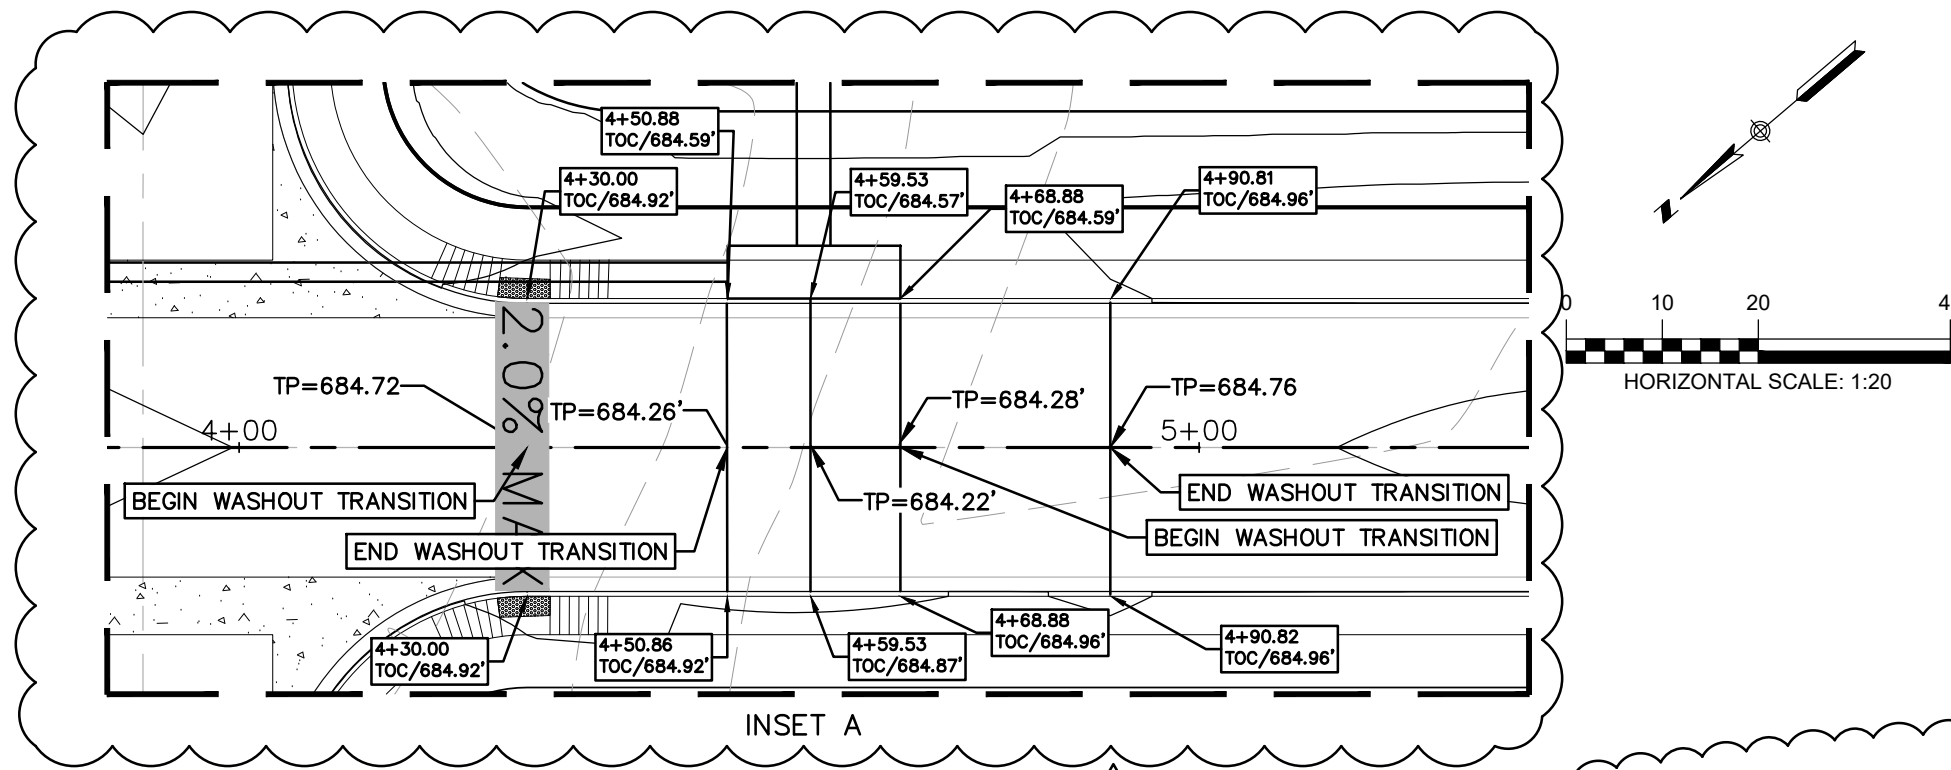 4+50.88
TOC/684.59'
4+30.00
TOC/684.92'
4+59.53
TOC/684.57'
4+68.88
TOC/684.59'
4+90.81
TOC/684.96'
0 10 20 4
HORIZONTAL SCALE: 1:20
2.0% MAX
TP=684.72
TP=684.26'
TP=684.28'
TP=684.76
4+00
5+00
BEGIN WASHOUT TRANSITION
TP=684.22'
END WASHOUT TRANSITION
END WASHOUT TRANSITION
BEGIN WASHOUT TRANSITION
4+30.00
TOC/684.92'
4+50.86
TOC/684.92'
4+59.53
TOC/684.87'
4+68.88
TOC/684.96'
4+90.82
TOC/684.96'
INSET A